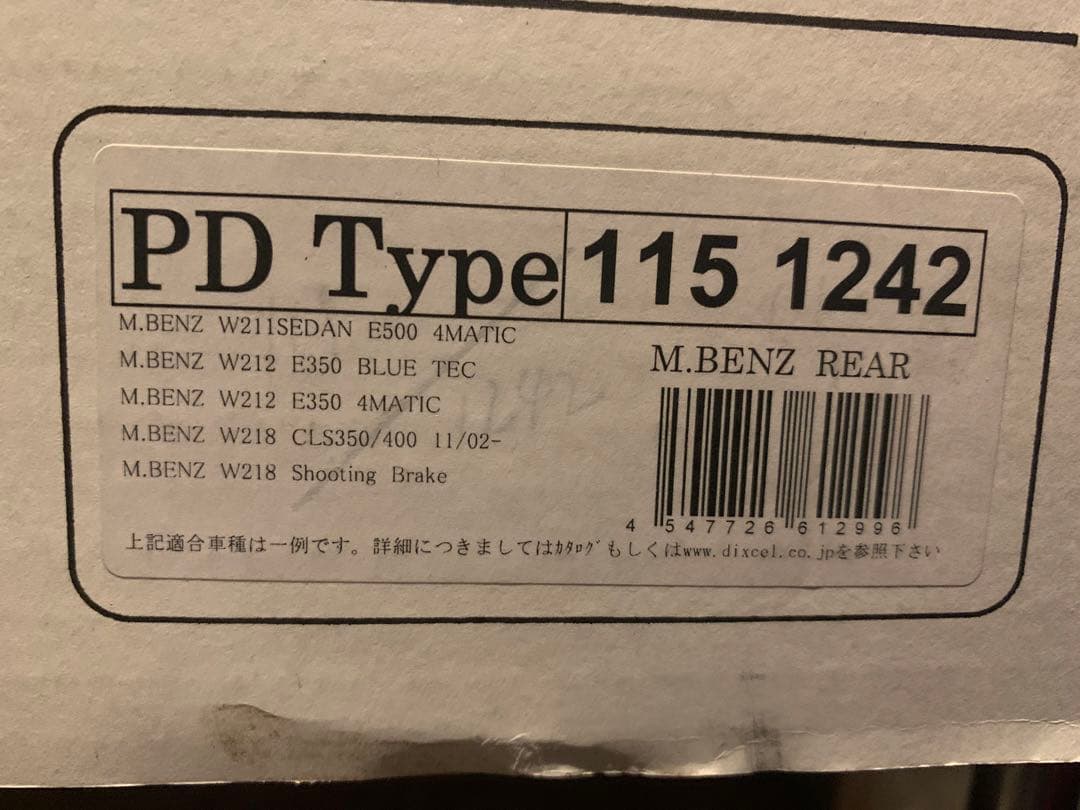 PD Type 115 1242
M.BENZ W211SEDAN E500 4MATIC
M.BENZ W212 E350 BLUE TEC
M.BENZ W212 E350 4MATIC
M.BENZ W218 CLS350/400 11/02-
M.BENZ W218 Shooting Brake
M.BENZ REAR
4 547726 612996
1242
上記適合車種は一例です。詳細につきましてはｶﾀﾛｸﾞもしくはwww.dixcel.co.jpを参照下さい